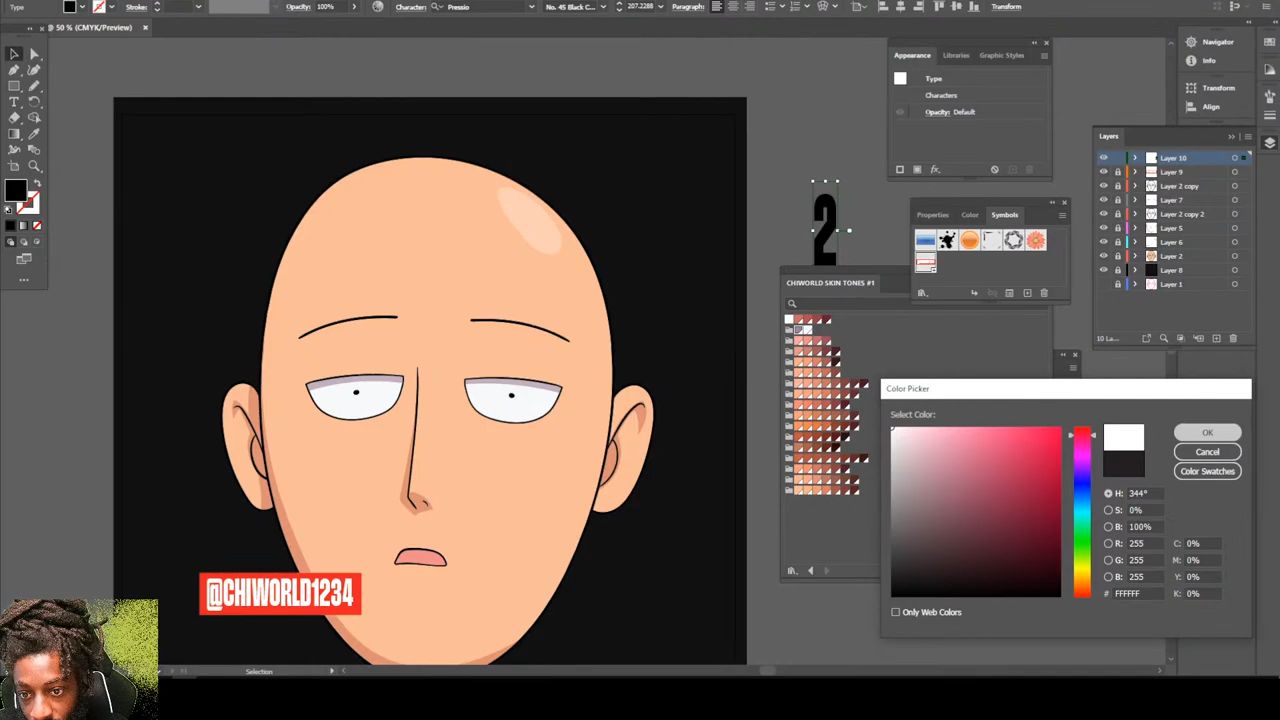 Type
Stroke:
Opacity: 100%
Character:
Pressio
No. 45 Black C...
207.2288
Paragraph:
Transform
50 % (CMYK/Preview)
Appearance
Libraries
Graphic Styles
Type
Characters
Opacity: Default
Navigator
Info
Transform
Align
Layers
Layer 10
Layer 9
Layer 2 copy
Layer 7
Layer 2 copy 2
Layer 5
Layer 6
Layer 2
Layer 8
Layer 1
10 La...
2
Properties
Color
Symbols
CHIWORLD SKIN TONES #1
Color Picker
Select Color:
OK
Cancel
Color Swatches
H: 344°
S: 0%
B: 100%
R: 255
C: 0%
G: 255
M: 0%
B: 255
Y: 0%
# FFFFFF
K: 0%
Only Web Colors
@CHIWORLD1234
Selection